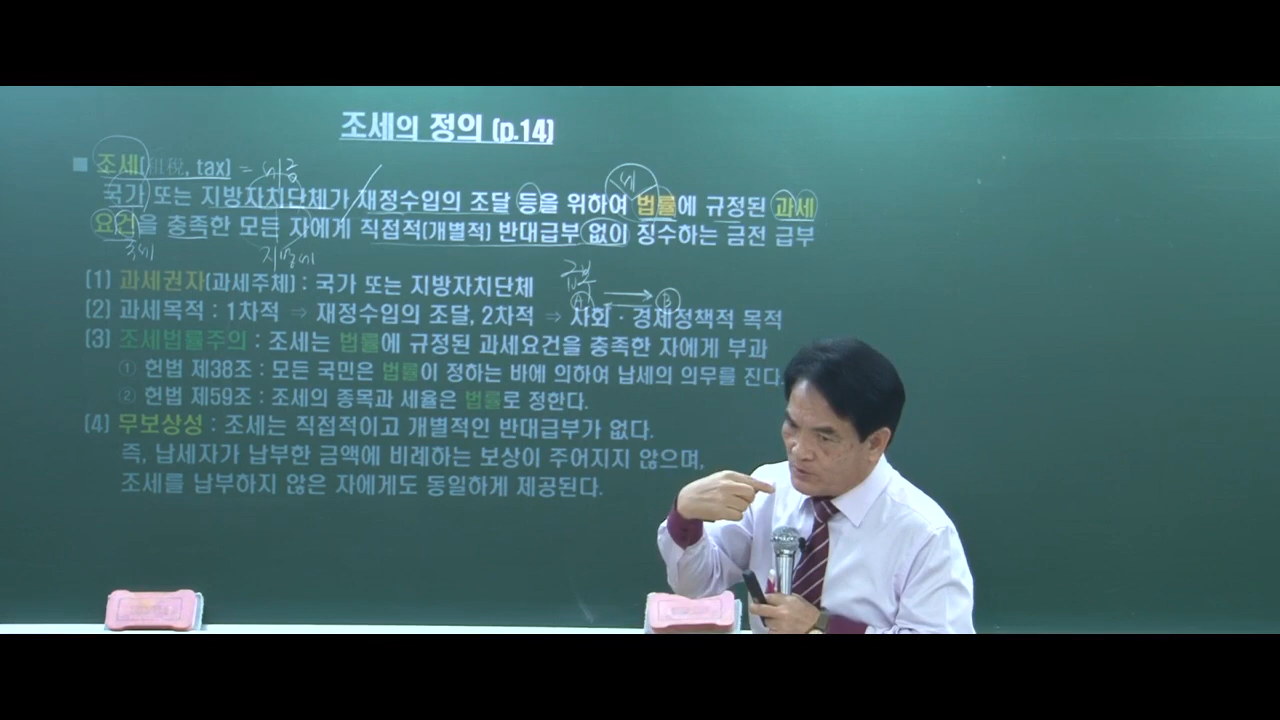 조세의 정의 (p.14)
■ 조세(租税, tax) = 세금
국가 또는 지방자치단체가 재정수입의 조달 등을 위하여 법률에 규정된 과세
요건을 충족한 모든 자에게 직접적(개별적) 반대급부 없이 징수하는 금전 급부
국세 지방세
급부
(1) 과세권자(과세주체) : 국가 또는 지방자치단체
A B
(2) 과세목적 : 1차적 ⇒ 재정수입의 조달, 2차적 ⇒ 사회 · 경제정책적 목적
(3) 조세법률주의 : 조세는 법률에 규정된 과세요건을 충족한 자에게 부과
① 헌법 제38조 : 모든 국민은 법률이 정하는 바에 의하여 납세의 의무를 진다.
② 헌법 제59조 : 조세의 종목과 세율은 법률로 정한다.
(4) 무보상성 : 조세는 직접적이고 개별적인 반대급부가 없다.
즉, 납세자가 납부한 금액에 비례하는 보상이 주어지지 않으며,
조세를 납부하지 않은 자에게도 동일하게 제공된다.